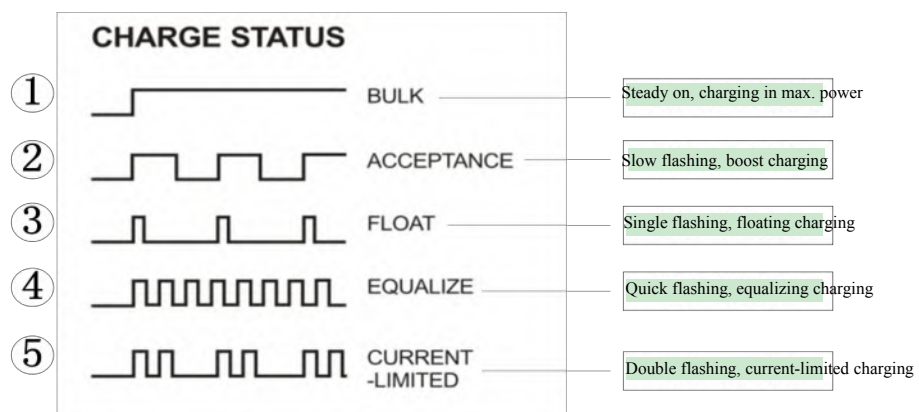 CHARGE STATUS
① BULK Steady on, charging in max. power
② ACCEPTANCE Slow flashing, boost charging
③ FLOAT Single flashing, floating charging
④ EQUALIZE Quick flashing, equalizing charging
⑤ CURRENT
-LIMITED Double flashing, current-limited charging